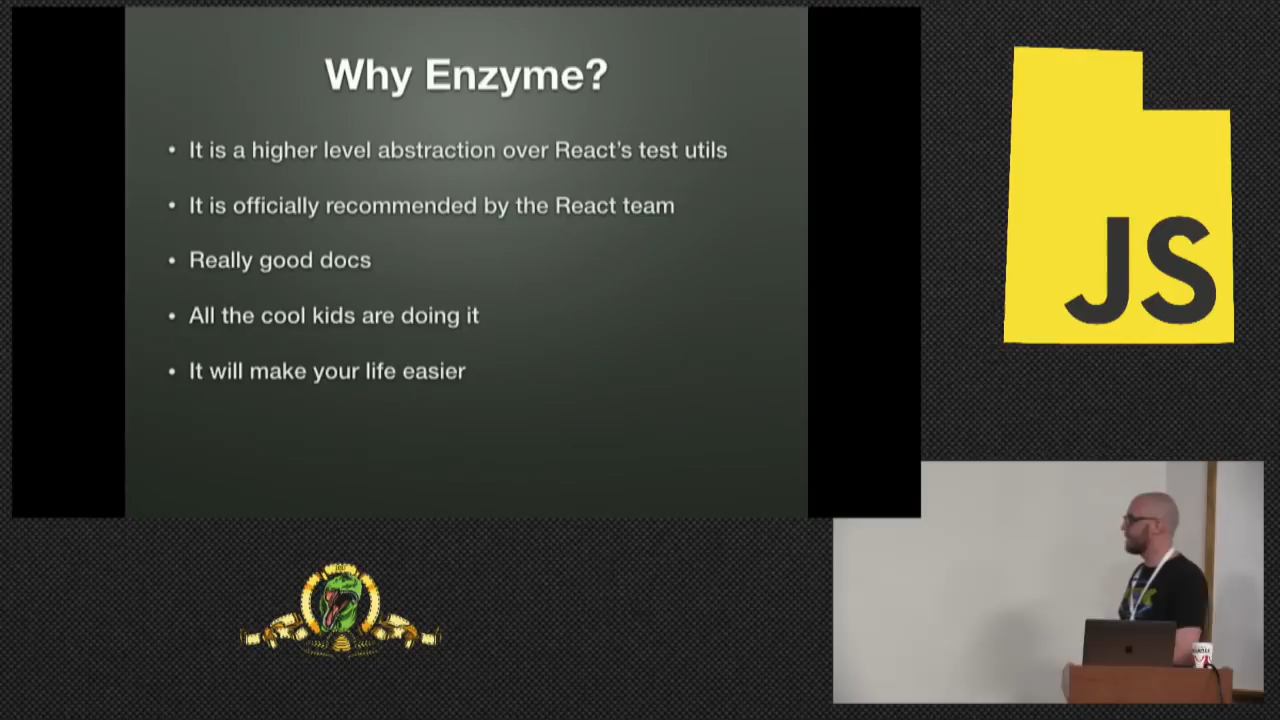 Why Enzyme?
• It is a higher level abstraction over React's test utils
• It is officially recommended by the React team
• Really good docs
• All the cool kids are doing it
• It will make your life easier
JS